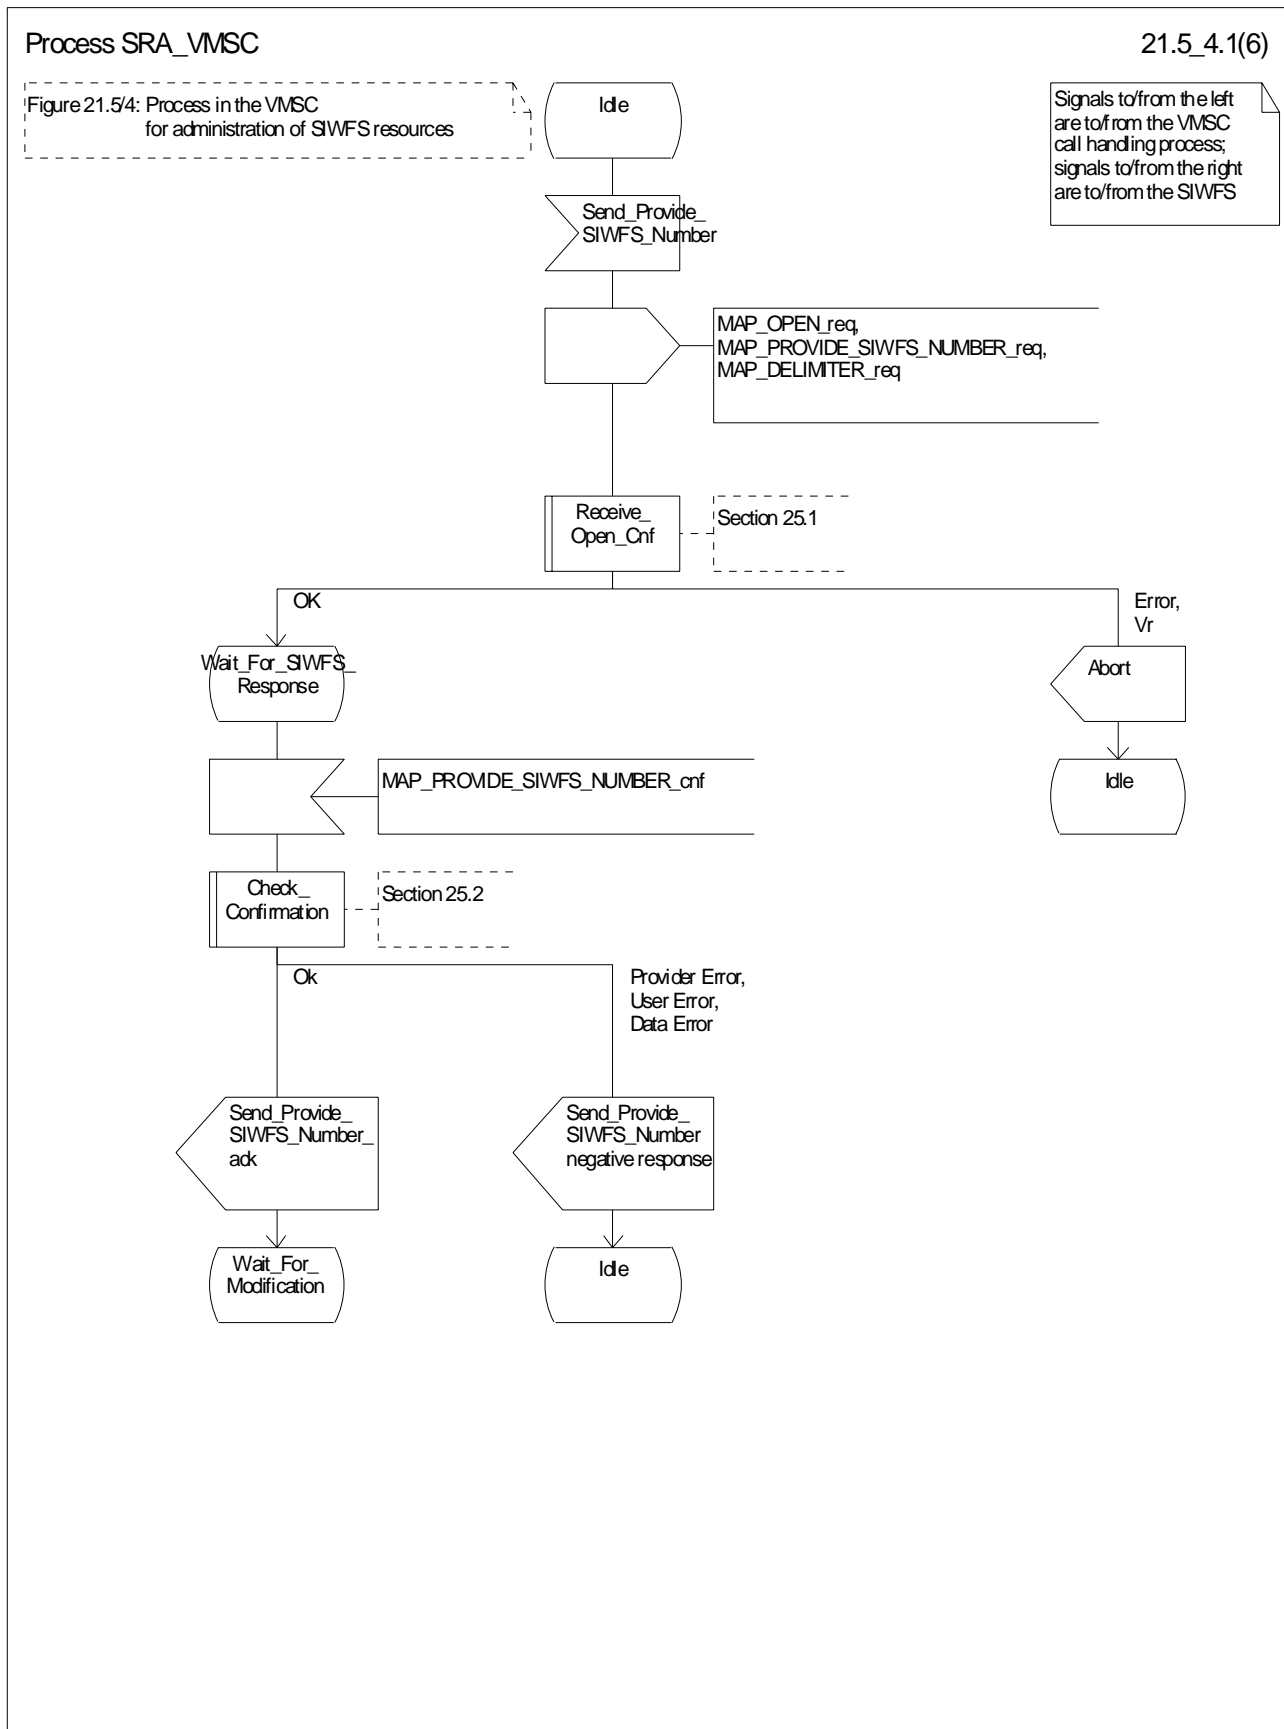 Process SRA_VMSC
21.5_4.1(6)
Figure 21.5/4: Process in the VMSC
for administration of SIWFS resources
Idle
Signals to/from the left
are to/from the VMSC
call handling process;
signals to/from the right
are to/from the SIWFS
Send_Provide_
SIWFS_Number
MAP_OPEN_req,
MAP_PROVIDE_SIWFS_NUMBER_req,
MAP_DELIMITER_req
Receive_
Open_Cnf
Section 25.1
OK
Error,
Vr
Wait_For_SIWFS_
Response
Abort
MAP_PROVIDE_SIWFS_NUMBER_cnf
Idle
Check_
Confirmation
Section 25.2
Ok
Provider Error,
User Error,
Data Error
Send_Provide_
SIWFS_Number_
ack
Send_Provide_
SIWFS_Number
negative response
Wait_For_
Modification
Idle